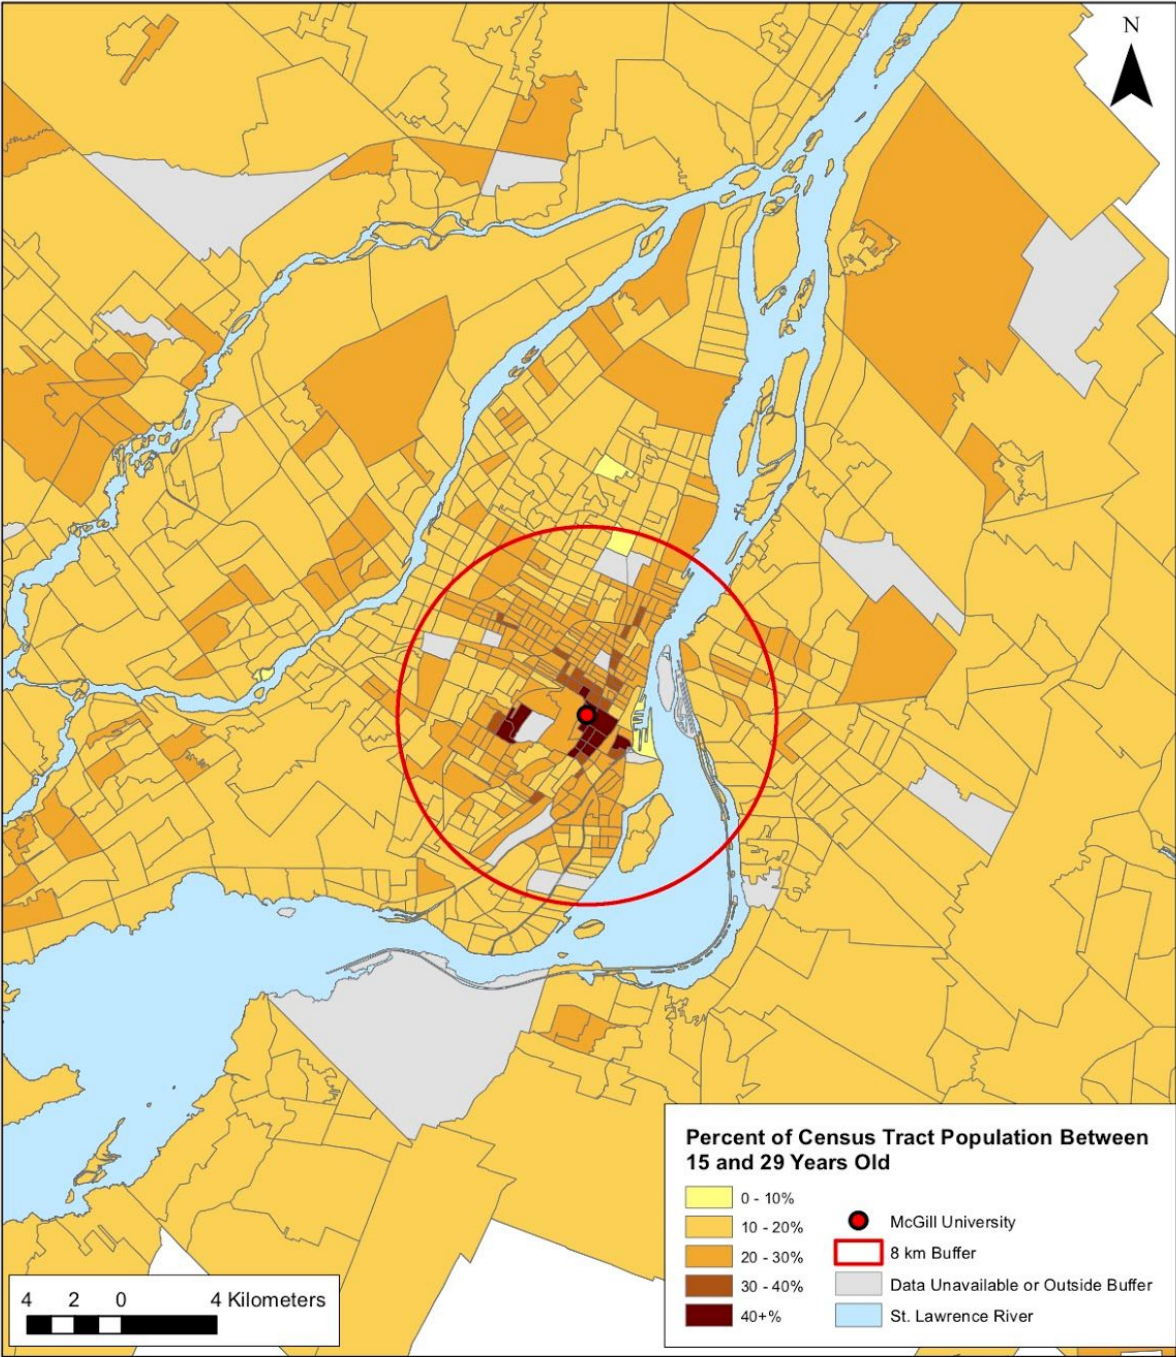 N
Percent of Census Tract Population Between
15 and 29 Years Old
0 - 10%
10 - 20%
20 - 30%
30 - 40%
40+%
McGill University
8 km Buffer
Data Unavailable or Outside Buffer
St. Lawrence River
4 2 0 4 Kilometers